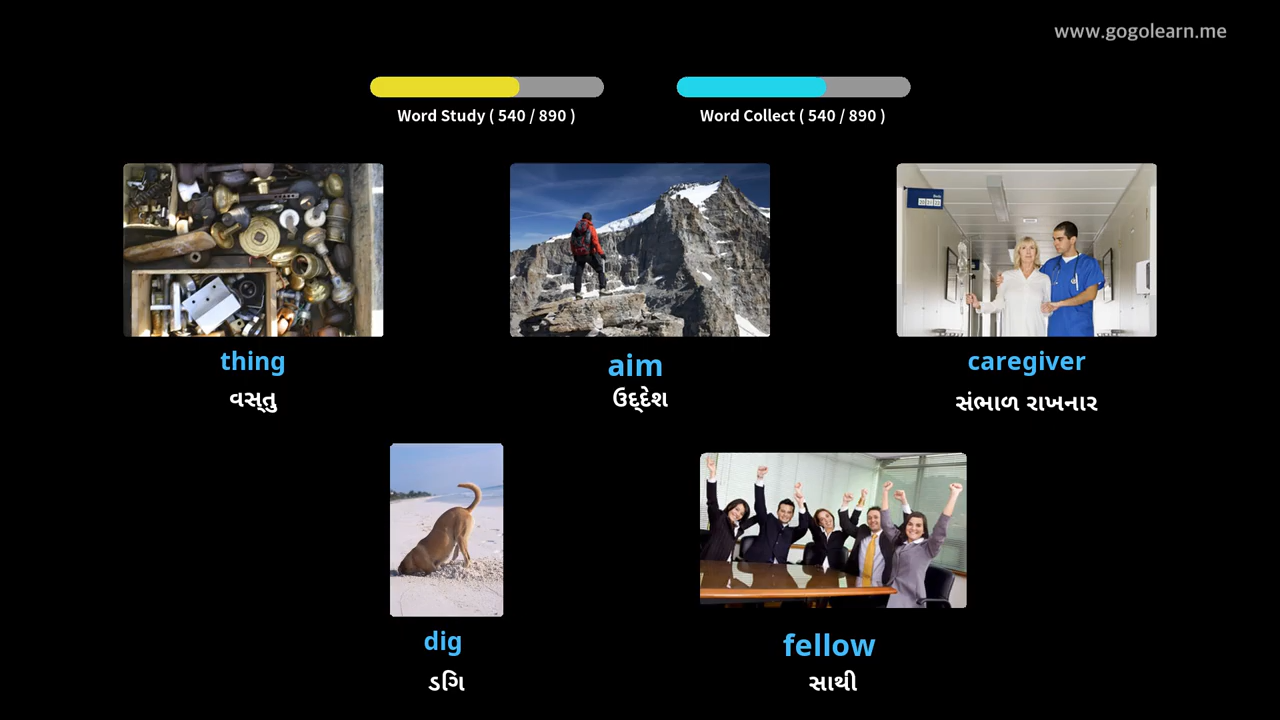 www.gogolearn.me
Word Study ( 540 / 890 )
Word Collect ( 540 / 890 )
thing
aim
caregiver
વસ્તુ
ઉદ્દેશ
સંભાળ રાખનાર
dig
fellow
ડગિ
સાથી